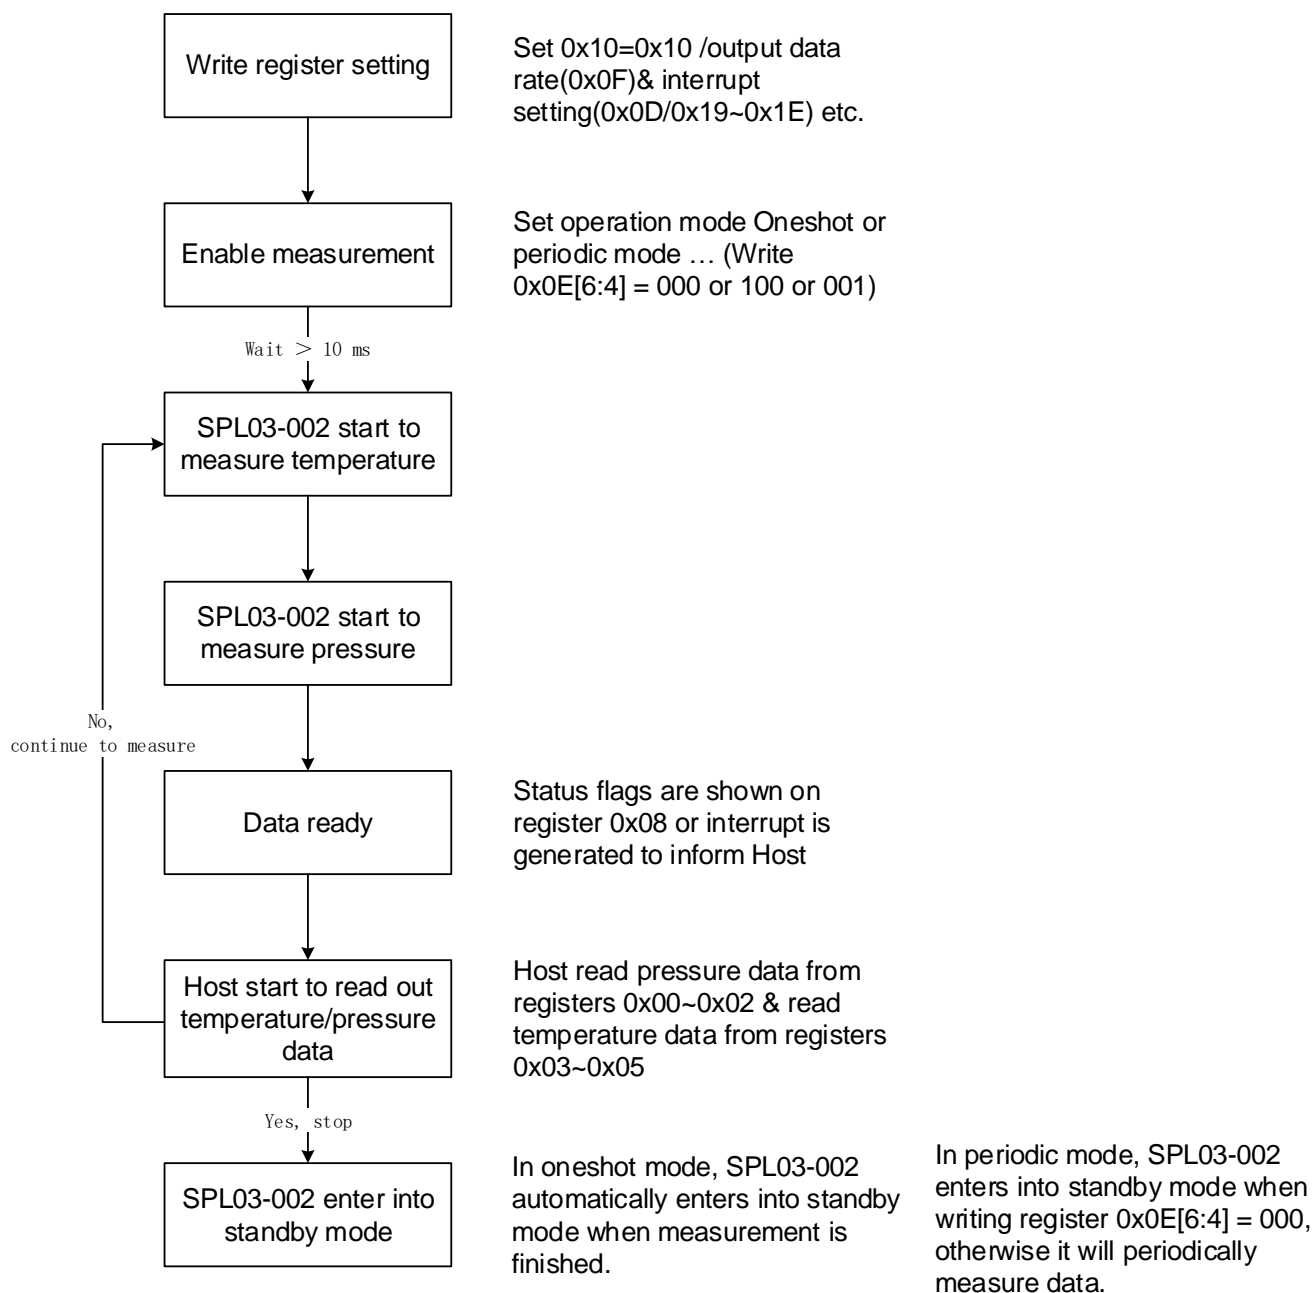 Write register setting
Set 0x10=0x10 /output data
rate(0x0F)& interrupt
setting(0x0D/0x19~0x1E) etc.
Enable measurement
Set operation mode Oneshot or
periodic mode … (Write
0x0E[6:4] = 000 or 100 or 001)
Wait > 10 ms
SPL03-002 start to
measure temperature
SPL03-002 start to
measure pressure
No,
continue to measure
Data ready
Status flags are shown on
register 0x08 or interrupt is
generated to inform Host
Host start to read out
temperature/pressure
data
Host read pressure data from
registers 0x00~0x02 & read
temperature data from registers
0x03~0x05
Yes, stop
SPL03-002 enter into
standby mode
In oneshot mode, SPL03-002
automatically enters into standby
mode when measurement is
finished.
In periodic mode, SPL03-002
enters into standby mode when
writing register 0x0E[6:4] = 000,
otherwise it will periodically
measure data.